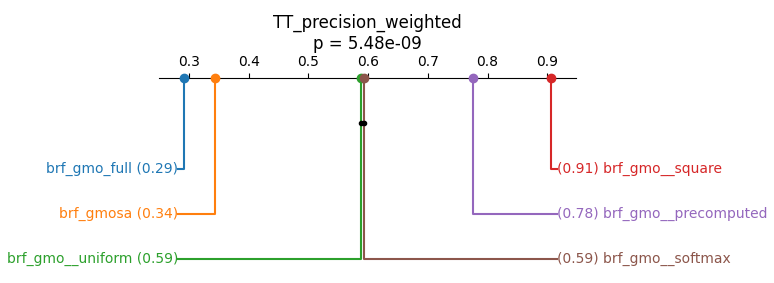 TT_precision_weighted
p = 5.48e-09
0.3 0.4 0.5 0.6 0.7 0.8 0.9
brf_gmo_full (0.29)
(0.91) brf_gmo__square
brf_gmosa (0.34)
(0.78) brf_gmo__precomputed
brf_gmo__uniform (0.59)
(0.59) brf_gmo__softmax